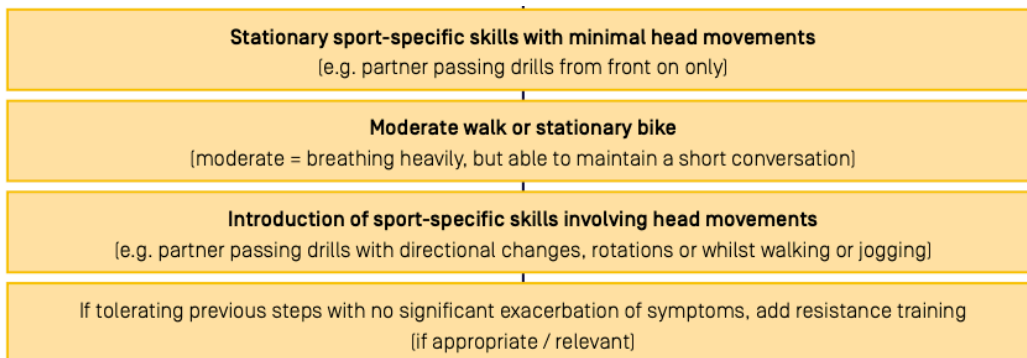 Stationary sport-specific skills with minimal head movements
(e.g. partner passing drills from front on only)
Moderate walk or stationary bike
(moderate = breathing heavily, but able to maintain a short conversation)
Introduction of sport-specific skills involving head movements
(e.g. partner passing drills with directional changes, rotations or whilst walking or jogging)
If tolerating previous steps with no significant exacerbation of symptoms, add resistance training
(if appropriate / relevant)